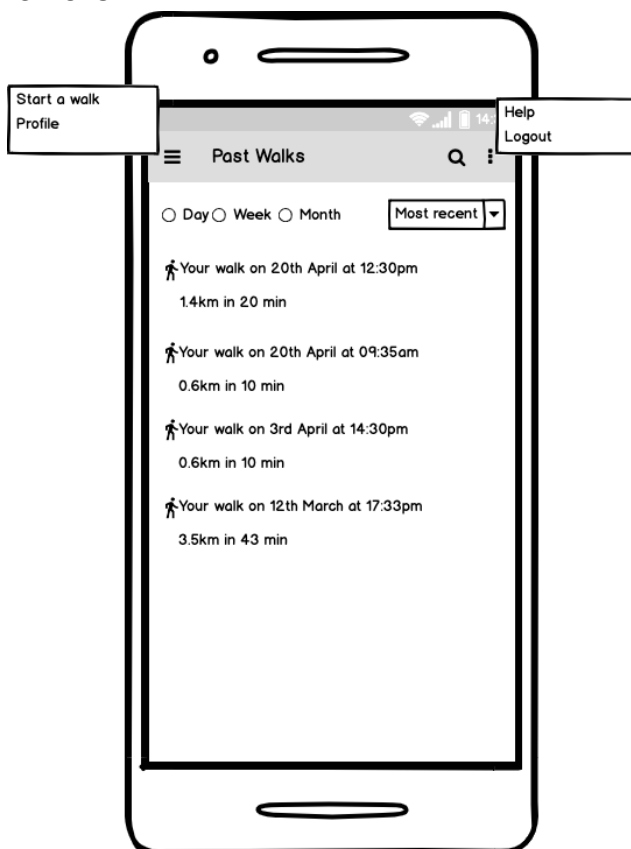 Start a walk
Profile
Help
Logout
Past Walks
Day Week Month
Most recent
Your walk on 20th April at 12:30pm
1.4km in 20 min
Your walk on 20th April at 09:35am
0.6km in 10 min
Your walk on 3rd April at 14:30pm
0.6km in 10 min
Your walk on 12th March at 17:33pm
3.5km in 43 min